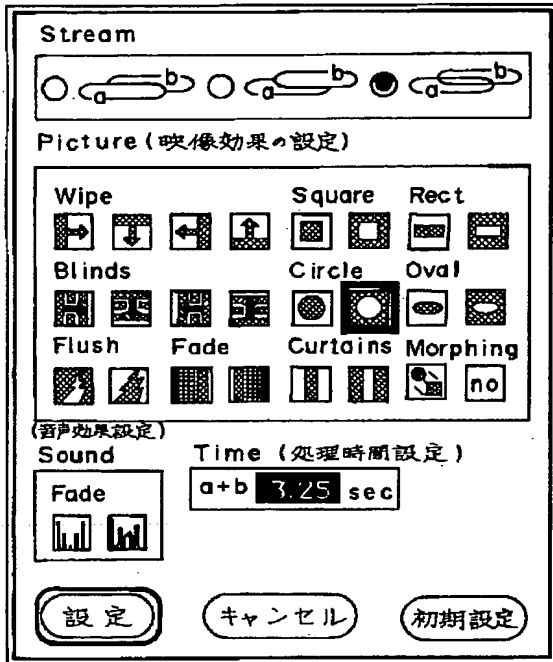 Stream
a b a b a b
Picture (映像効果の設定)
Wipe Square Rect
Blinds Circle Oval
Flush Fade Curtains Morphing
no
(音声効果設定)
Sound Time (処理時間設定)
Fade a+b 3.25 sec
設定 キャンセル 初期設定